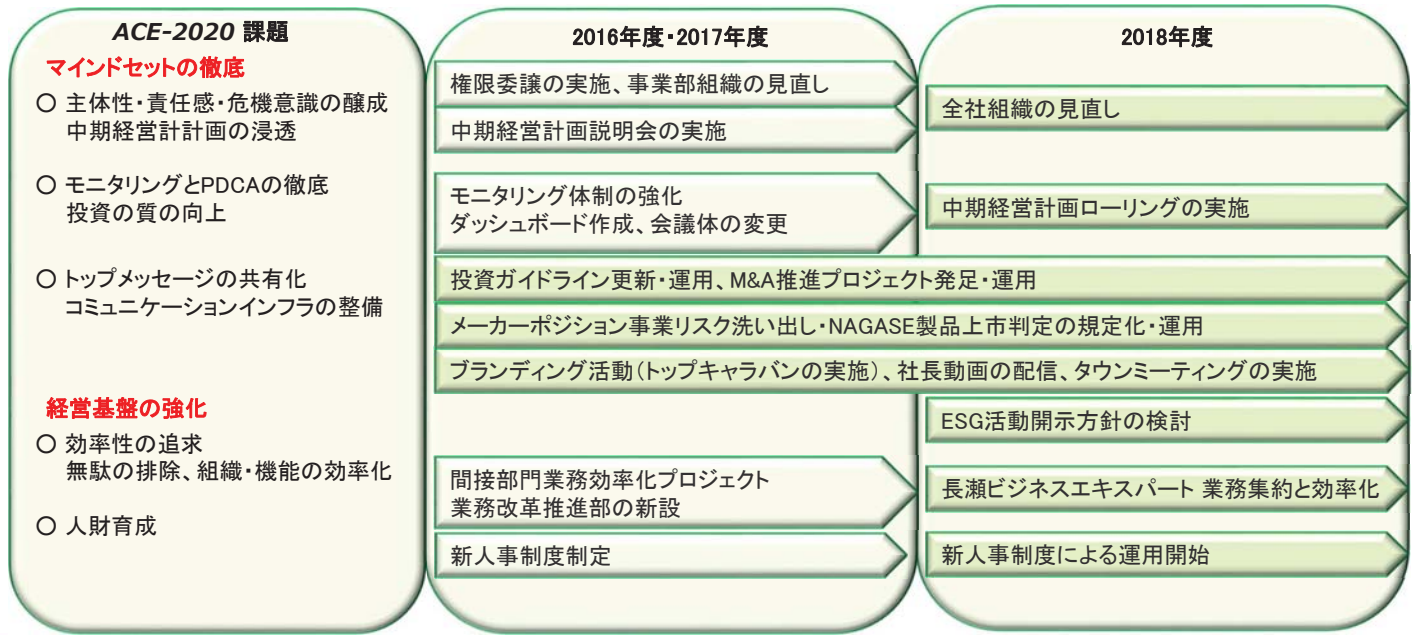 ACE-2020 課題
マインドセットの徹底
○ 主体性・責任感・危機意識の醸成
中期経営計計画の浸透
○ モニタリングとPDCAの徹底
投資の質の向上
○ トップメッセージの共有化
コミュニケーションインフラの整備
経営基盤の強化
○ 効率性の追求
無駄の排除、組織・機能の効率化
○ 人財育成
2016年度・2017年度
権限委譲の実施、事業部組織の見直し
中期経営計画説明会の実施
モニタリング体制の強化
ダッシュボード作成、会議体の変更
投資ガイドライン更新・運用、M&A推進プロジェクト発足・運用
メーカーポジション事業リスク洗い出し・NAGASE製品上市判定の規定化・運用
ブランディング活動（トップキャラバンの実施）、社長動画の配信、タウンミーティングの実施
間接部門業務効率化プロジェクト
業務改革推進部の新設
新人事制度制定
2018年度
全社組織の見直し
中期経営計画ローリングの実施
ESG活動開示方針の検討
長瀬ビジネスエキスパート 業務集約と効率化
新人事制度による運用開始